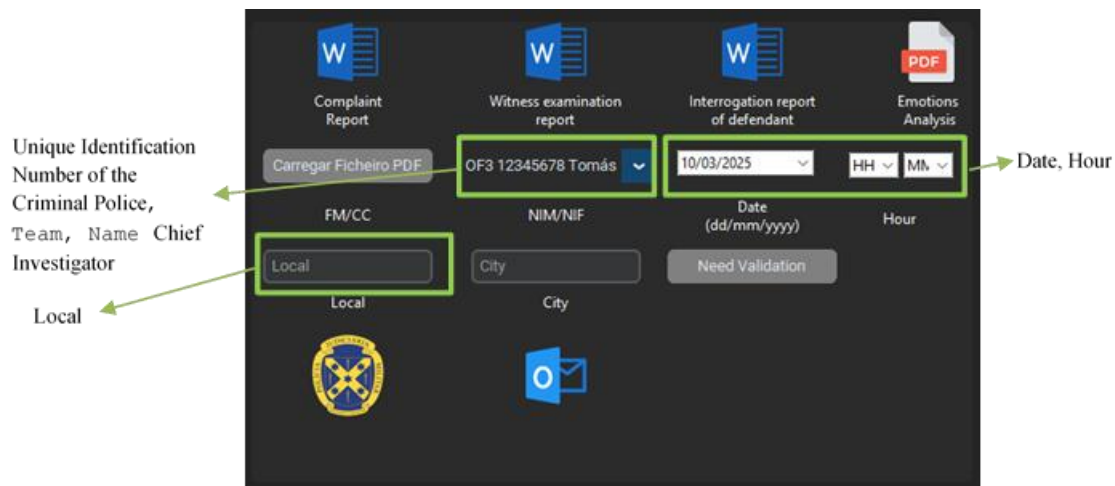 W
W
W
PDF
Complaint
Report
Witness examination
report
Interrogation report
of defendant
Emotions
Analysis
Unique Identification
Number of the
Criminal Police,
Team, Name Chief
Investigator
Carregar Ficheiro PDF
OF3 12345678 Tomás
10/03/2025
HH
MM
Date, Hour
FM/CC
NIM/NIF
Date
(dd/mm/yyyy)
Hour
Local
City
Need Validation
Local
City
Local
O